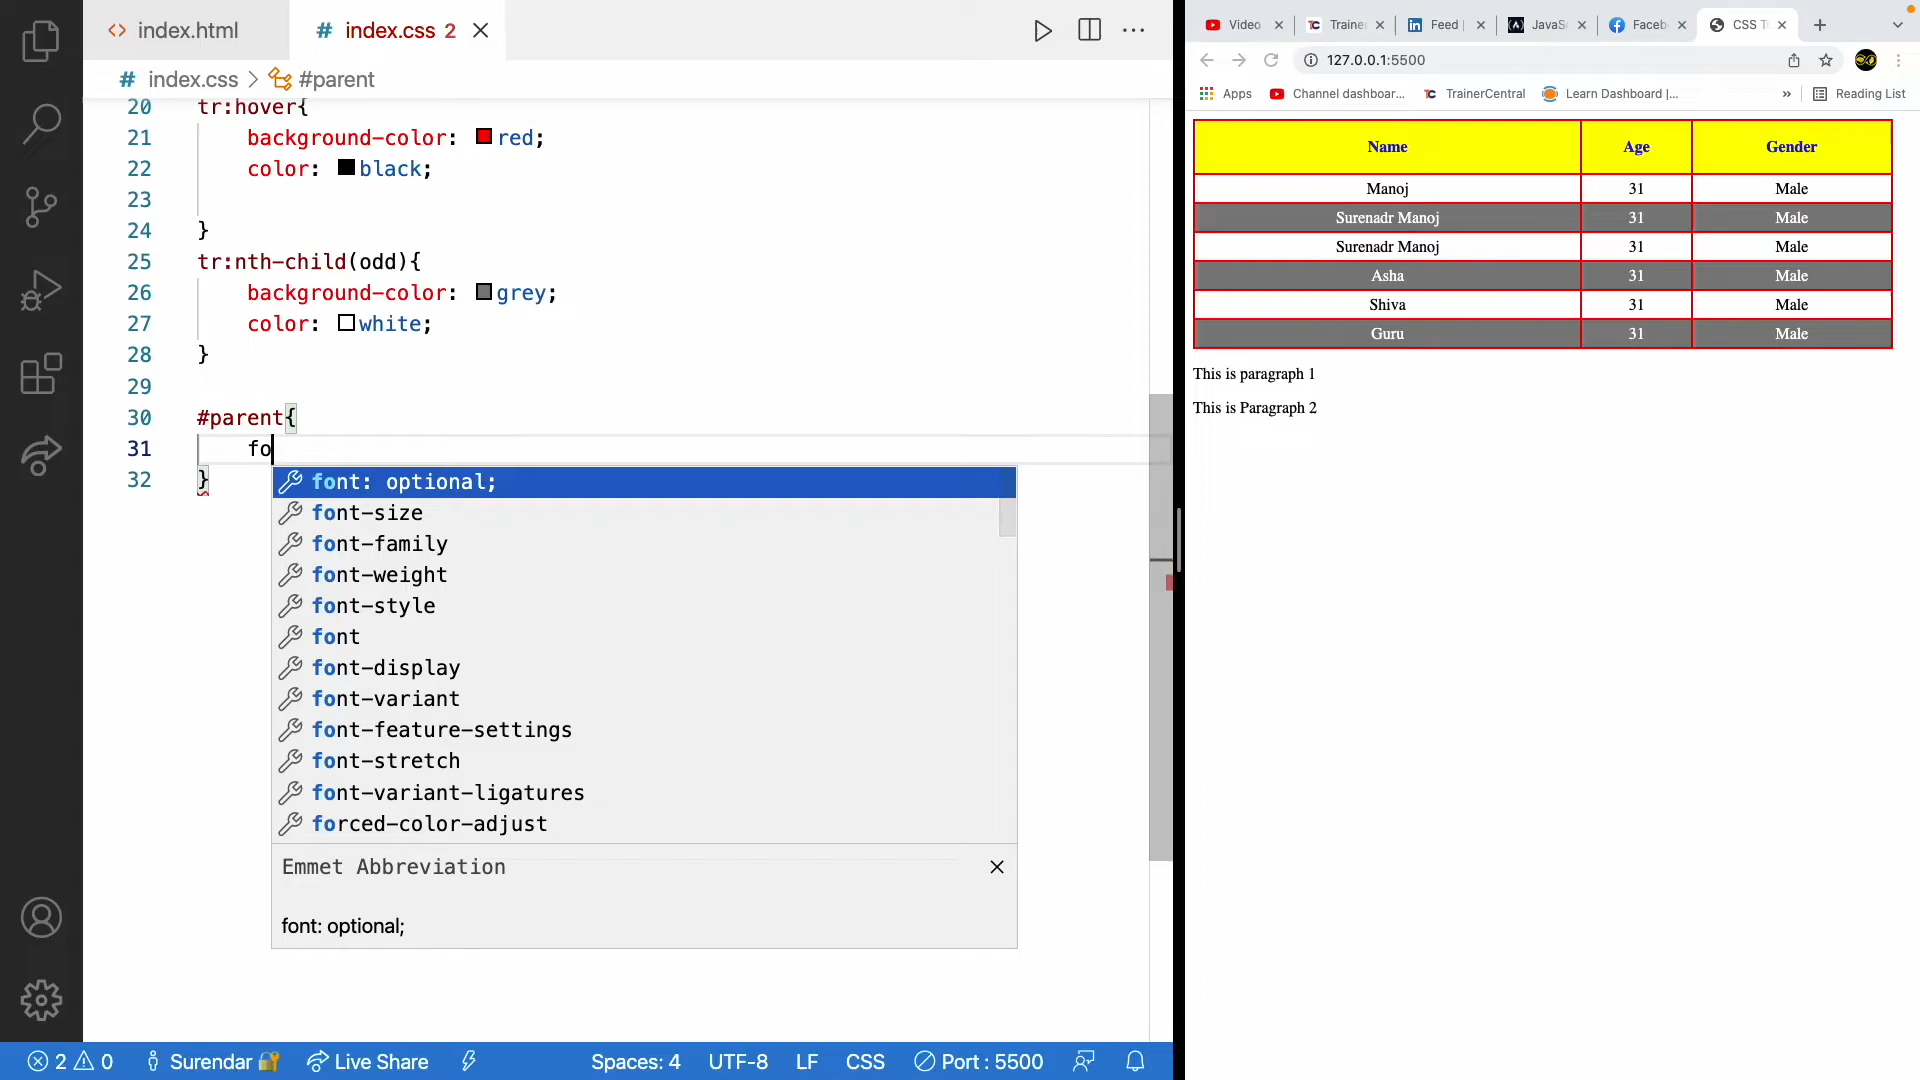 index.html
# index.css 2
# index.css > #parent
20 tr:hover{
21 background-color: red;
22 color: black;
23
24 }
25 tr:nth-child(odd){
26 background-color: grey;
27 color: white;
28 }
29
30 #parent{
31 fo
32 }
font: optional;
font-size
font-family
font-weight
font-style
font
font-display
font-variant
font-feature-settings
font-stretch
font-variant-ligatures
forced-color-adjust
Emmet Abbreviation
font: optional;
2 0 Surendar Live Share Spaces: 4 UTF-8 LF CSS Port : 5500
Video TC Traine in Feed JavaS Faceb CSS T
127.0.0.1:5500
Apps Channel dashboar... TC TrainerCentral Learn Dashboard |... » Reading List
Name Age Gender
Manoj 31 Male
Surenadr Manoj 31 Male
Surenadr Manoj 31 Male
Asha 31 Male
Shiva 31 Male
Guru 31 Male
This is paragraph 1
This is Paragraph 2